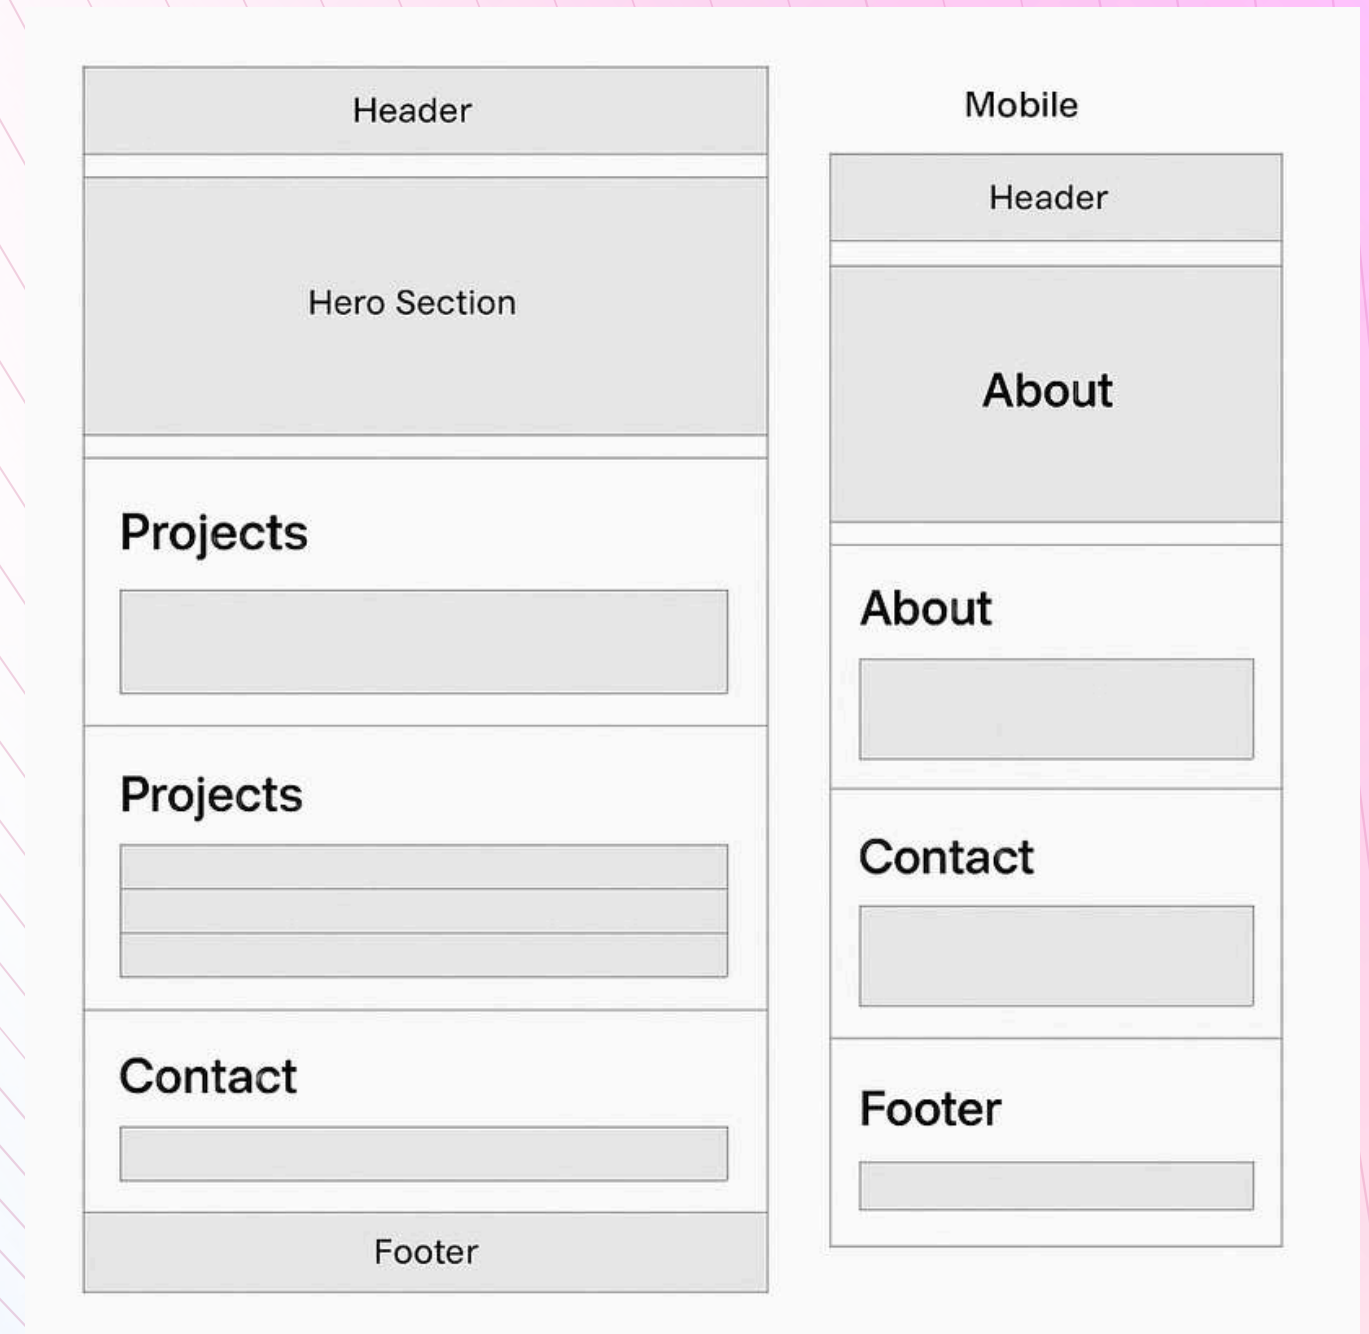 Header
Hero Section
Projects
Projects
Contact
Footer
Mobile
Header
About
About
Contact
Footer